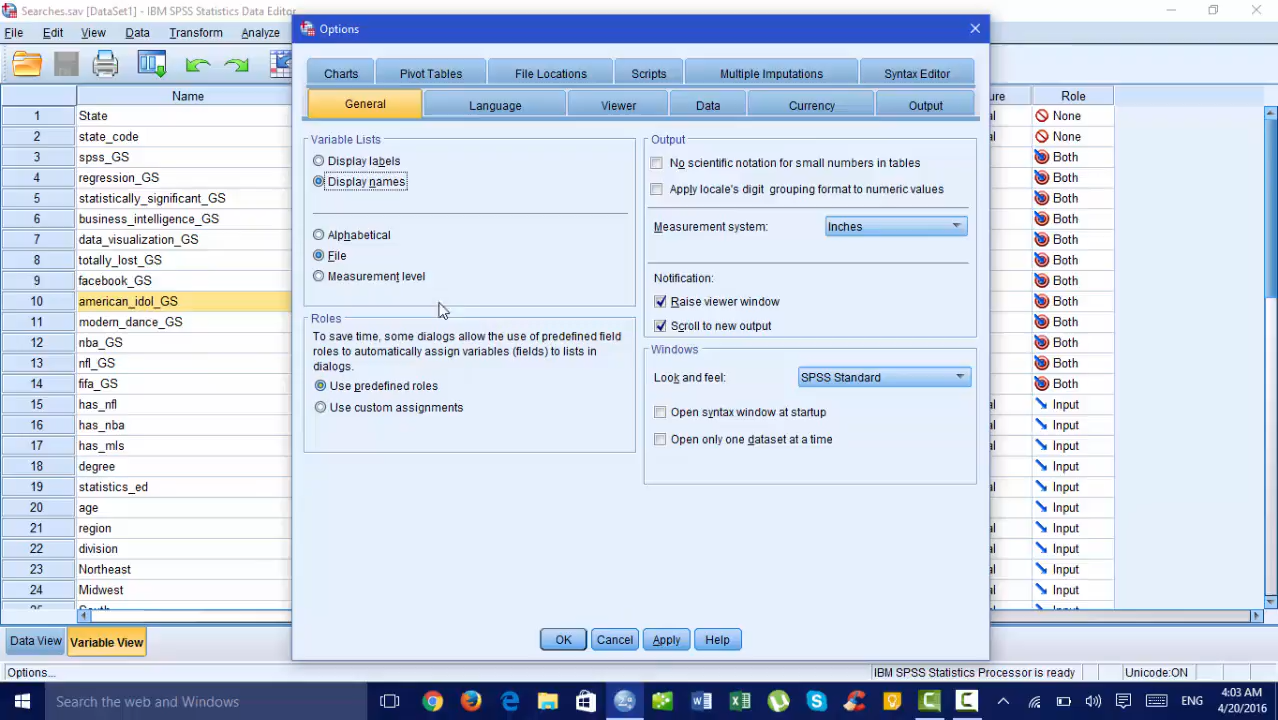 Searches.sav [DataSet1] - IBM SPSS Statistics Data Editor
File Edit View Data Transform Analyze
Options
Charts Pivot Tables File Locations Scripts Multiple Imputations Syntax Editor
General Language Viewer Data Currency Output
Name Role
1 State None
2 state_code None
3 spss_GS Both
4 regression_GS Both
5 statistically_significant_GS Both
6 business_intelligence_GS Both
7 data_visualization_GS Both
8 totally_lost_GS Both
9 facebook_GS Both
10 american_idol_GS Both
11 modern_dance_GS Both
12 nba_GS Both
13 nfl_GS Both
14 fifa_GS Both
15 has_nfl Input
16 has_nba Input
17 has_mls Input
18 degree Input
19 statistics_ed Input
20 age Input
21 region Input
22 division Input
23 Northeast Input
24 Midwest Input
Variable Lists
Display labels
Display names
Alphabetical
File
Measurement level
Roles
To save time, some dialogs allow the use of predefined field
roles to automatically assign variables (fields) to lists in
dialogs.
Use predefined roles
Use custom assignments
Output
No scientific notation for small numbers in tables
Apply locale's digit grouping format to numeric values
Measurement system: Inches
Notification:
Raise viewer window
Scroll to new output
Windows
Look and feel: SPSS Standard
Open syntax window at startup
Open only one dataset at a time
OK Cancel Apply Help
Data View Variable View
Options... IBM SPSS Statistics Processor is ready Unicode:ON
Search the web and Windows
ENG
4:03 AM
4/20/2016